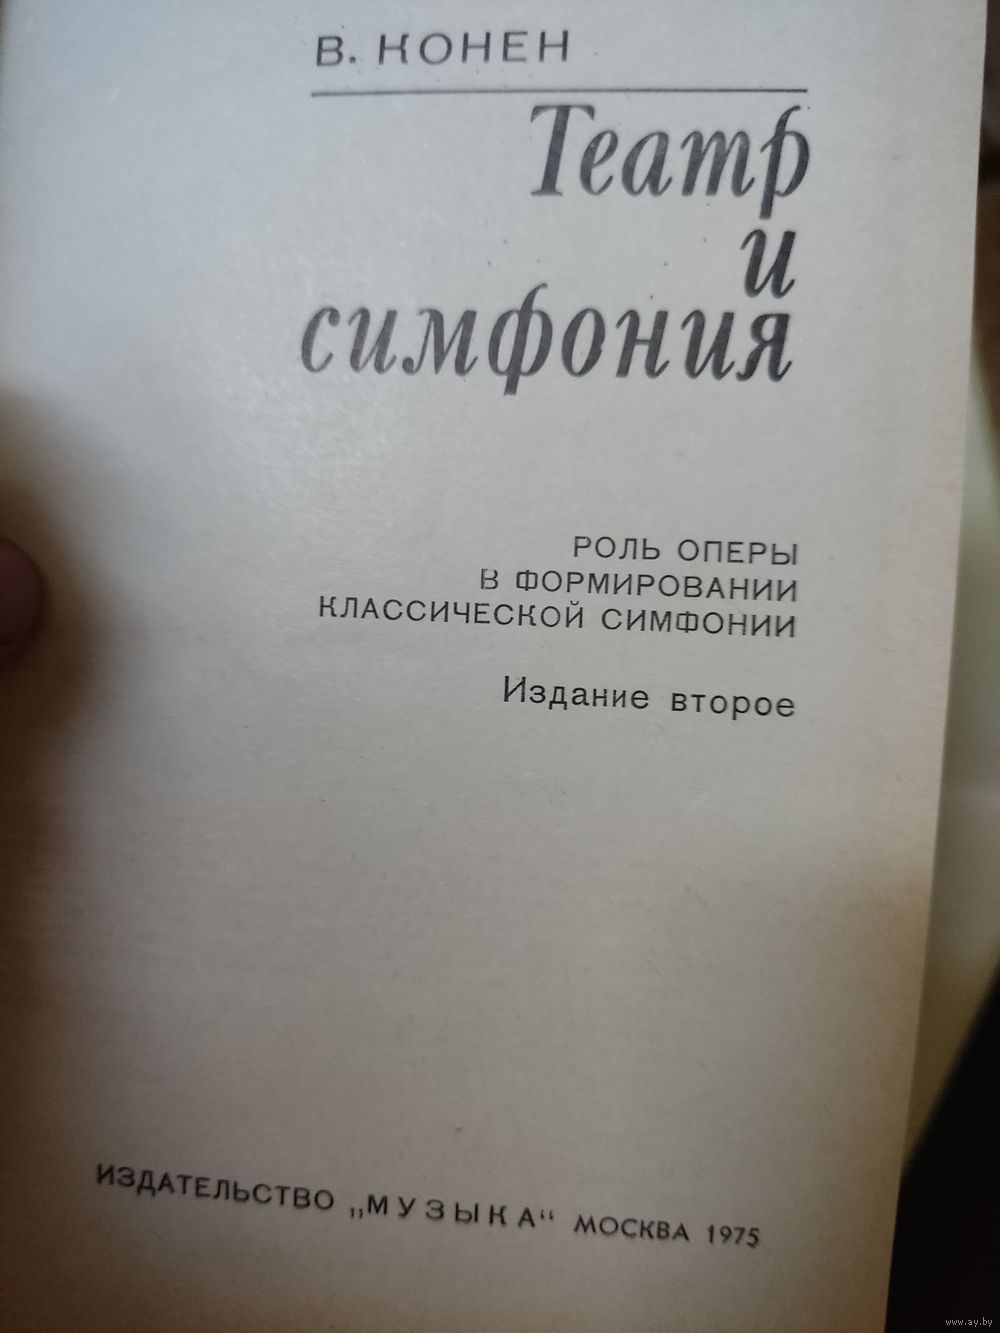 В. КОНЕН
Театр
и
симфония
РОЛЬ ОПЕРЫ
В ФОРМИРОВАНИИ
КЛАССИЧЕСКОЙ СИМФОНИИ
Издание второе
ИЗДАТЕЛЬСТВО „МУЗЫКА“ МОСКВА 1975
www.ay.by